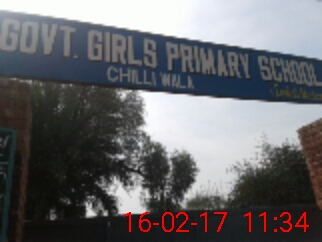 GOVT. GIRLS PRIMARY SCHOOL
CHILLI WALA
16-02-17 11:34